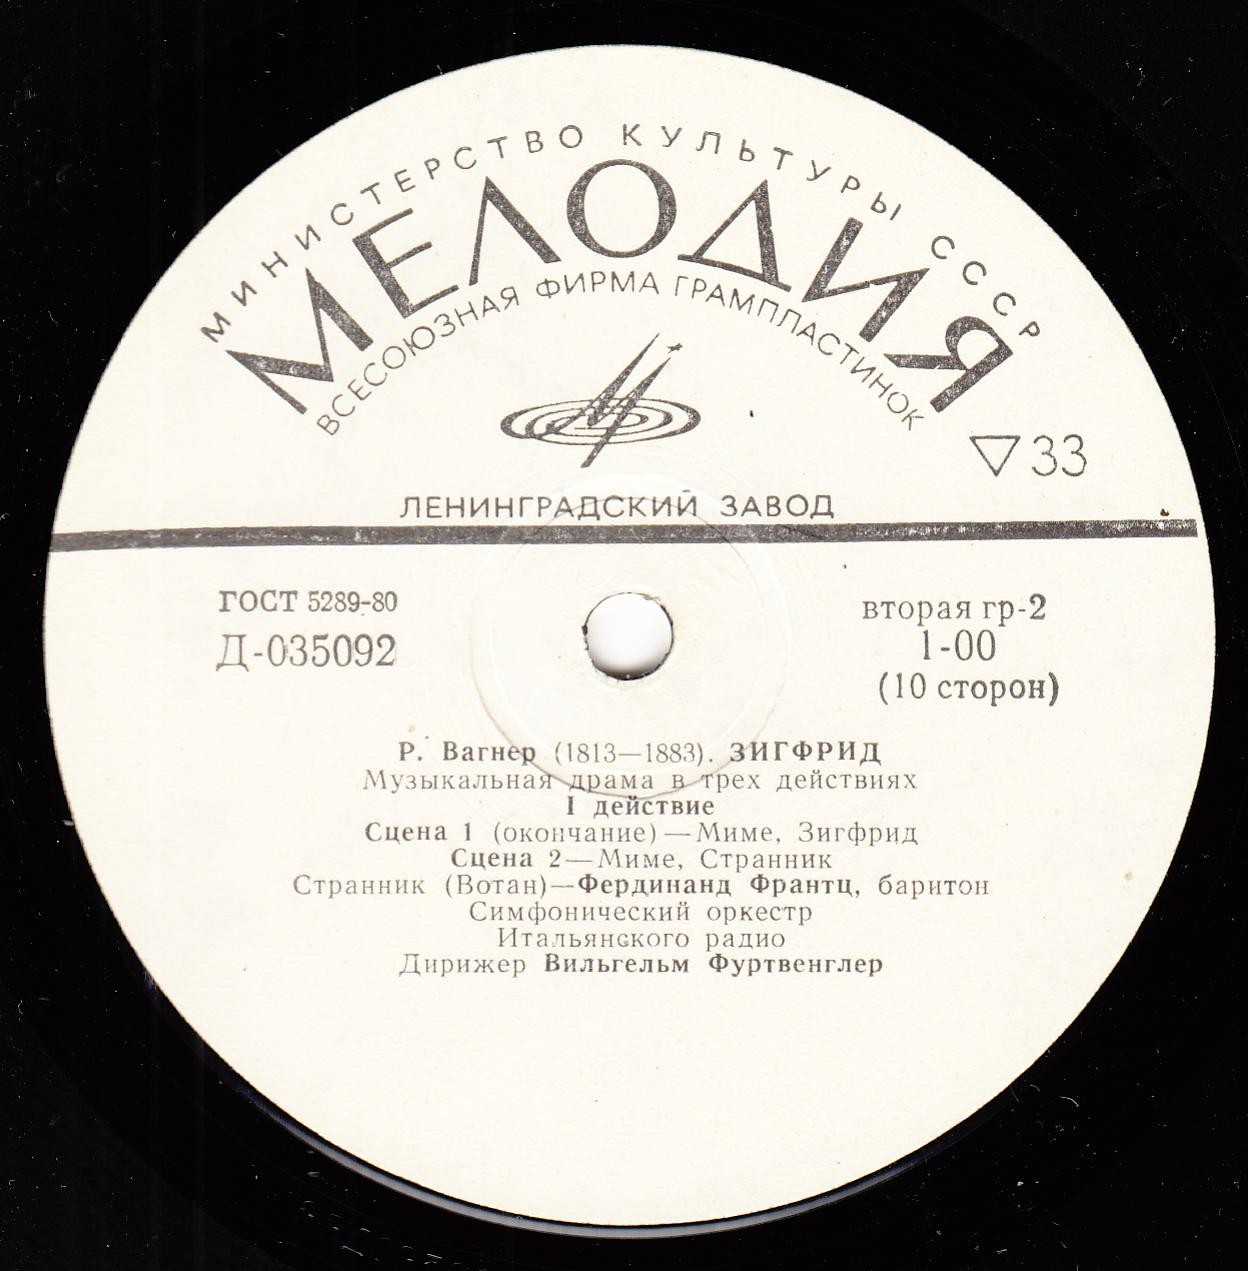 МИНИСТЕРСТВО КУЛЬТУРЫ СССР
МЕЛОДИЯ
ВСЕСОЮЗНАЯ ФИРМА ГРАМПЛАСТИНОК
▽33
ЛЕНИНГРАДСКИЙ ЗАВОД
ГОСТ 5289-80
Д-035092
вторая гр-2
1-00
(10 сторон)
Р. Вагнер (1813—1883). ЗИГФРИД
Музыкальная драма в трех действиях
I действие
Сцена 1 (окончание)—Миме, Зигфрид
Сцена 2—Миме, Странник
Странник (Вотан)—Фердинанд Франтц, баритон
Симфонический оркестр
Итальянского радио
Дирижер Вильгельм Фуртвенглер